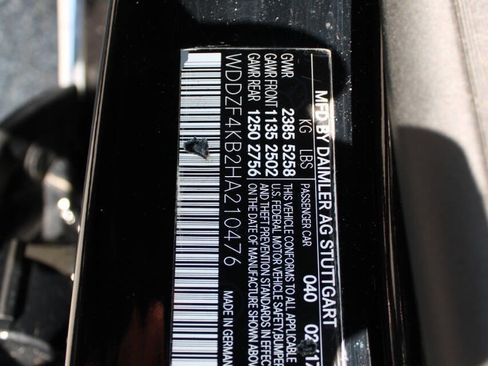 MFD BY DAIMLER AG STUTTGART
KG LBS PASSENGER CAR 040 02 17
GVWR 2385 5258 THIS VEHICLE CONFORMS TO ALL APPLICABLE
GAWR FRONT 1135 2502 U.S. FEDERAL MOTOR VEHICLE SAFETY, BUMPER
GAWR REAR 1250 2756 AND THEFT PREVENTION STANDARDS IN EFFECT
ON THE DATE OF MANUFACTURE SHOWN ABOVE
WDDZF4KB2HA210476 MADE IN GERMAN